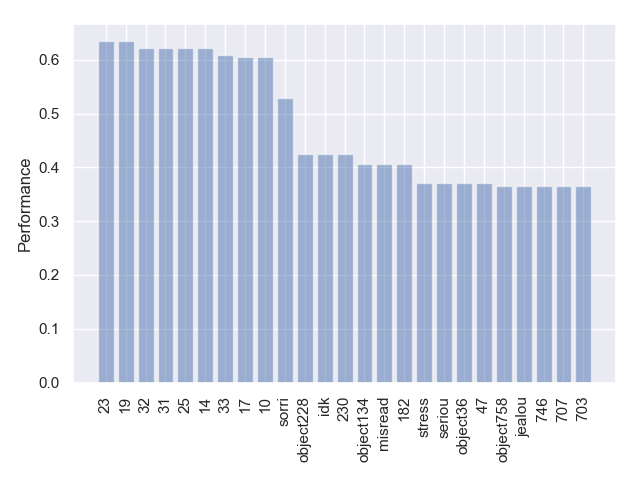 Performance
0.6
0.5
0.4
0.3
0.2
0.1
0.0
23
19
32
31
25
14
33
17
10
sorri
object228
idk
230
object134
misread
182
stress
seriou
object36
47
object758
jealou
746
707
703